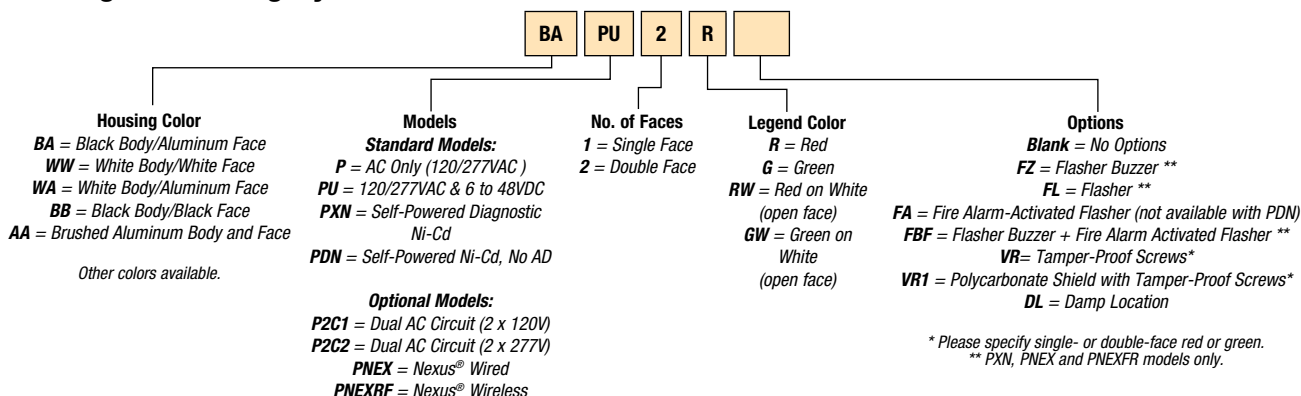 BA PU 2 R
Housing Color
BA = Black Body/Aluminum Face
WW = White Body/White Face
WA = White Body/Aluminum Face
BB = Black Body/Black Face
AA = Brushed Aluminum Body and Face
Other colors available.
Models
Standard Models:
P = AC Only (120/277VAC )
PU = 120/277VAC & 6 to 48VDC
PXN = Self-Powered Diagnostic
Ni-Cd
PDN = Self-Powered Ni-Cd, No AD
Optional Models:
P2C1 = Dual AC Circuit (2 x 120V)
P2C2 = Dual AC Circuit (2 x 277V)
PNEX = Nexus® Wired
PNEXRF = Nexus® Wireless
No. of Faces
1 = Single Face
2 = Double Face
Legend Color
R = Red
G = Green
RW = Red on White
(open face)
GW = Green on
White
(open face)
Options
Blank = No Options
FZ = Flasher Buzzer **
FL = Flasher **
FA = Fire Alarm-Activated Flasher (not available with PDN)
FBF = Flasher Buzzer + Fire Alarm Activated Flasher **
VR= Tamper-Proof Screws*
VR1 = Polycarbonate Shield with Tamper-Proof Screws*
DL = Damp Location
* Please specify single- or double-face red or green.
** PXN, PNEX and PNEXFR models only.